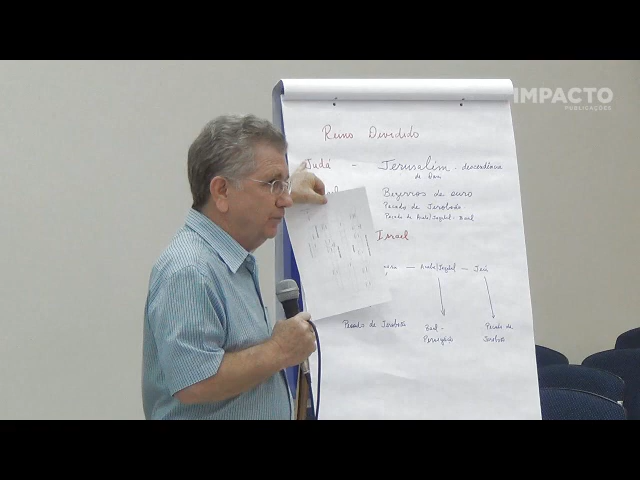 IMPACTO
PUBLICAÇÕES
Reino Dividido
Judá - Jerusalém - descendência
de Davi
Bezerros de ouro
Pecado de Jeroboão
Pecado de Acabe/Jezabel - Baal
Israel
- Acabe/Jezabel - Jeú
Pecado de Jeroboão
Baal -
Perseguição
Pecado de
Jeroboão